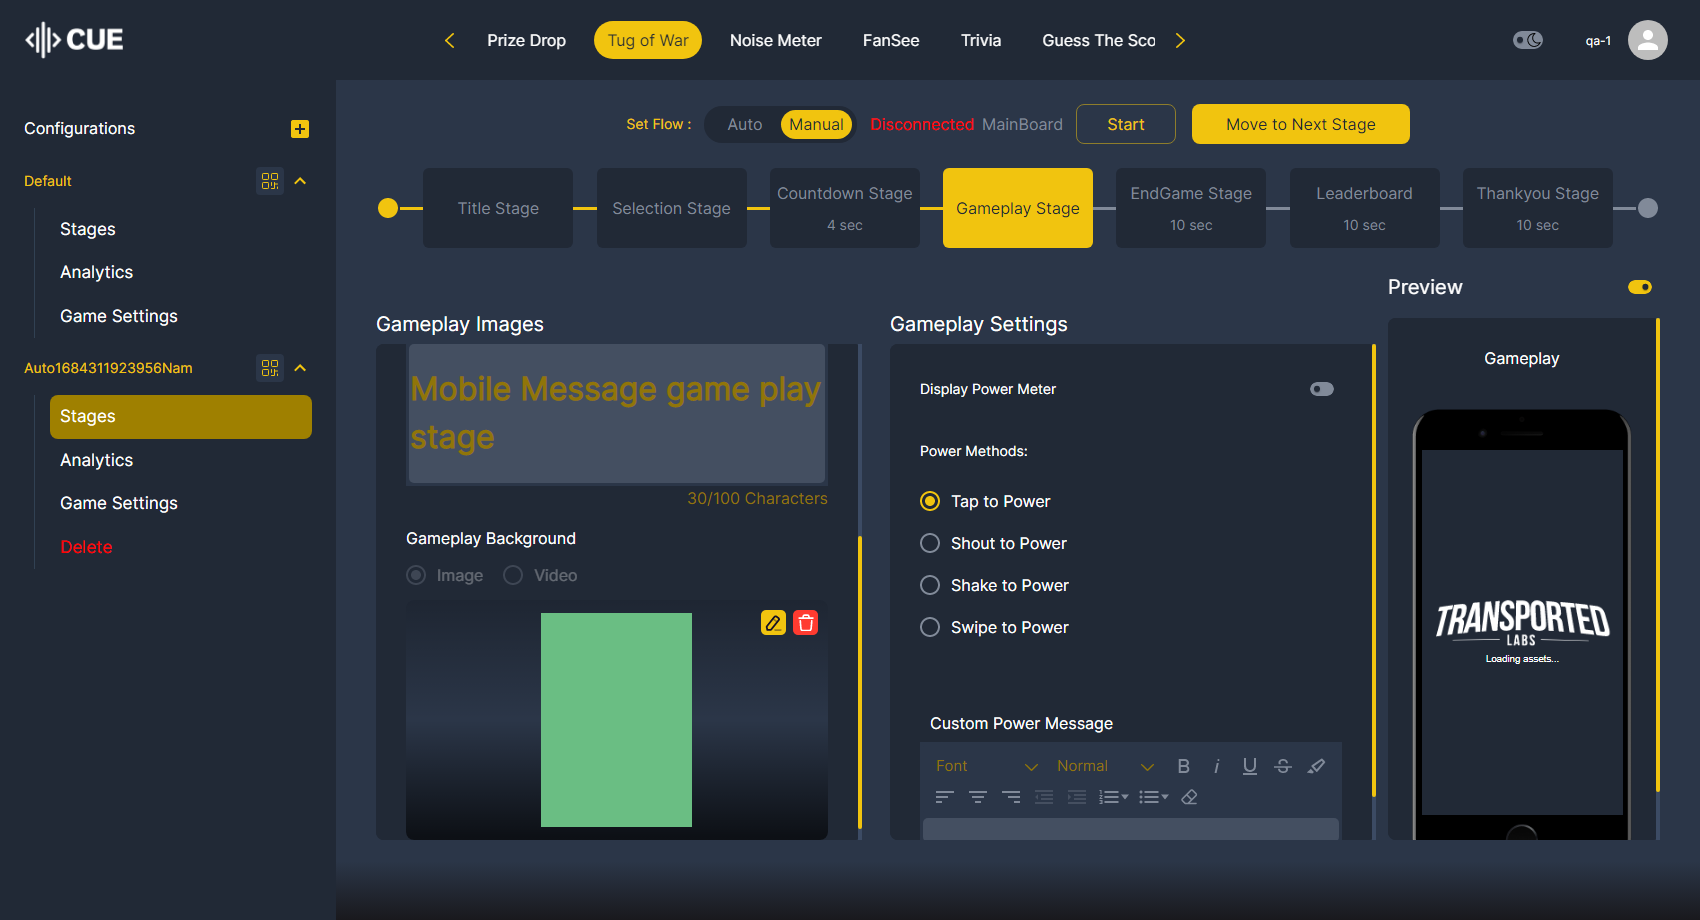 CUE
Prize Drop
Tug of War
Noise Meter
FanSee
Trivia
Guess The Sco
qa-1
Configurations
Default
Stages
Analytics
Game Settings
Auto1684311923956Nam
Stages
Analytics
Game Settings
Delete
Set Flow :
Auto
Manual
Disconnected MainBoard
Start
Move to Next Stage
Title Stage
Selection Stage
Countdown Stage
4 sec
Gameplay Stage
EndGame Stage
10 sec
Leaderboard
10 sec
Thankyou Stage
10 sec
Gameplay Images
Mobile Message game play
stage
30/100 Characters
Gameplay Background
Image
Video
Gameplay Settings
Display Power Meter
Power Methods:
Tap to Power
Shout to Power
Shake to Power
Swipe to Power
Custom Power Message
Font
Normal
B i U S
Preview
Gameplay
TRANSPORTED
LABS
Loading assets...